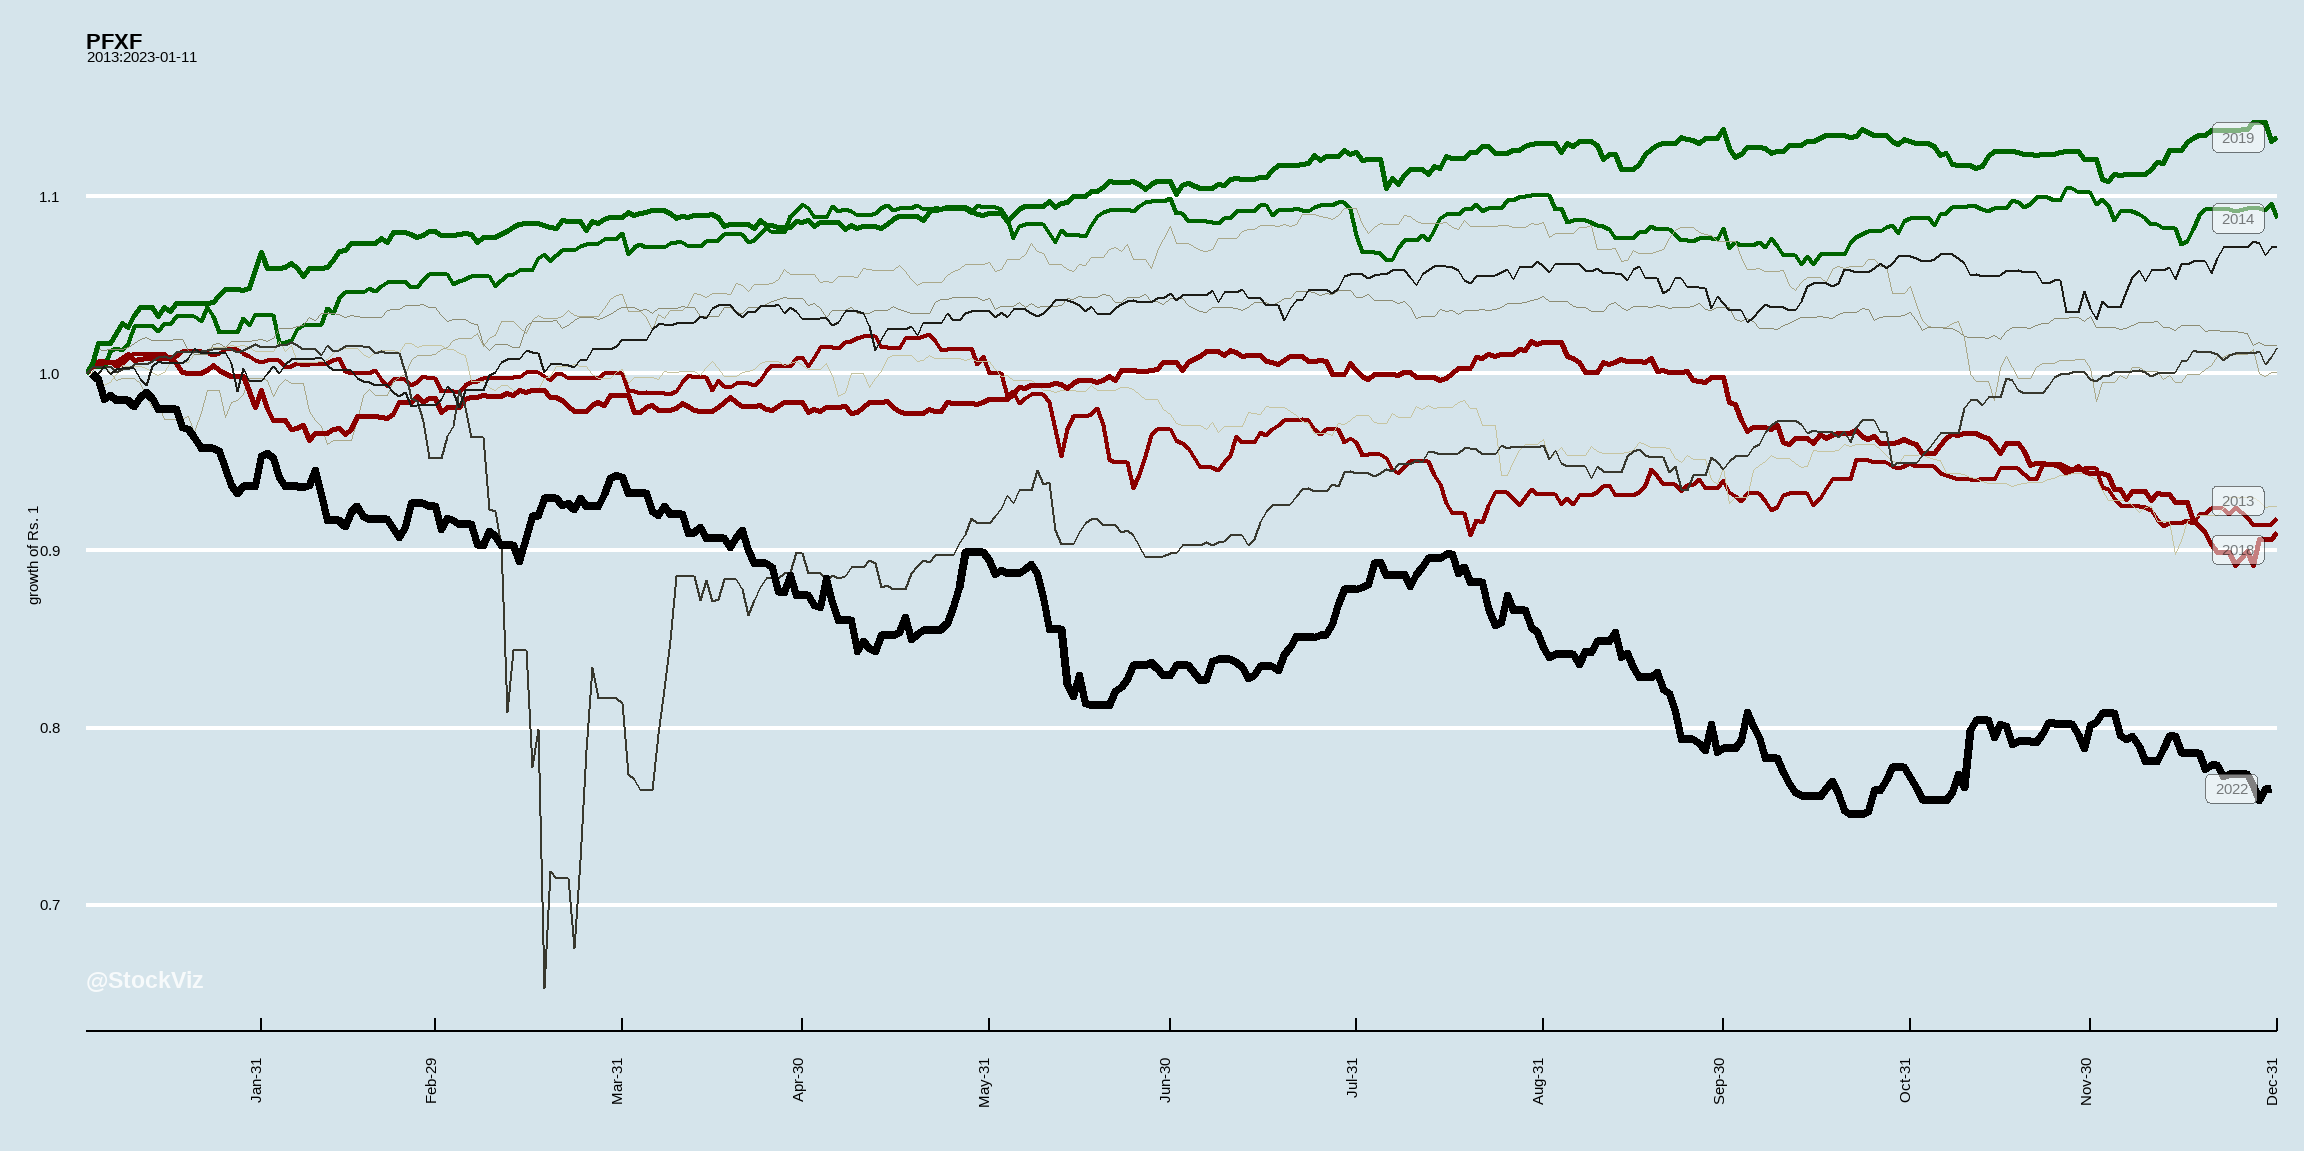 PFXF
2013:2023-01-11
growth of Rs. 1
1.1
1.0
0.9
0.8
0.7
2019
2014
2013
2018
2022
@StockViz
Jan-31
Feb-29
Mar-31
Apr-30
May-31
Jun-30
Jul-31
Aug-31
Sep-30
Oct-31
Nov-30
Dec-31